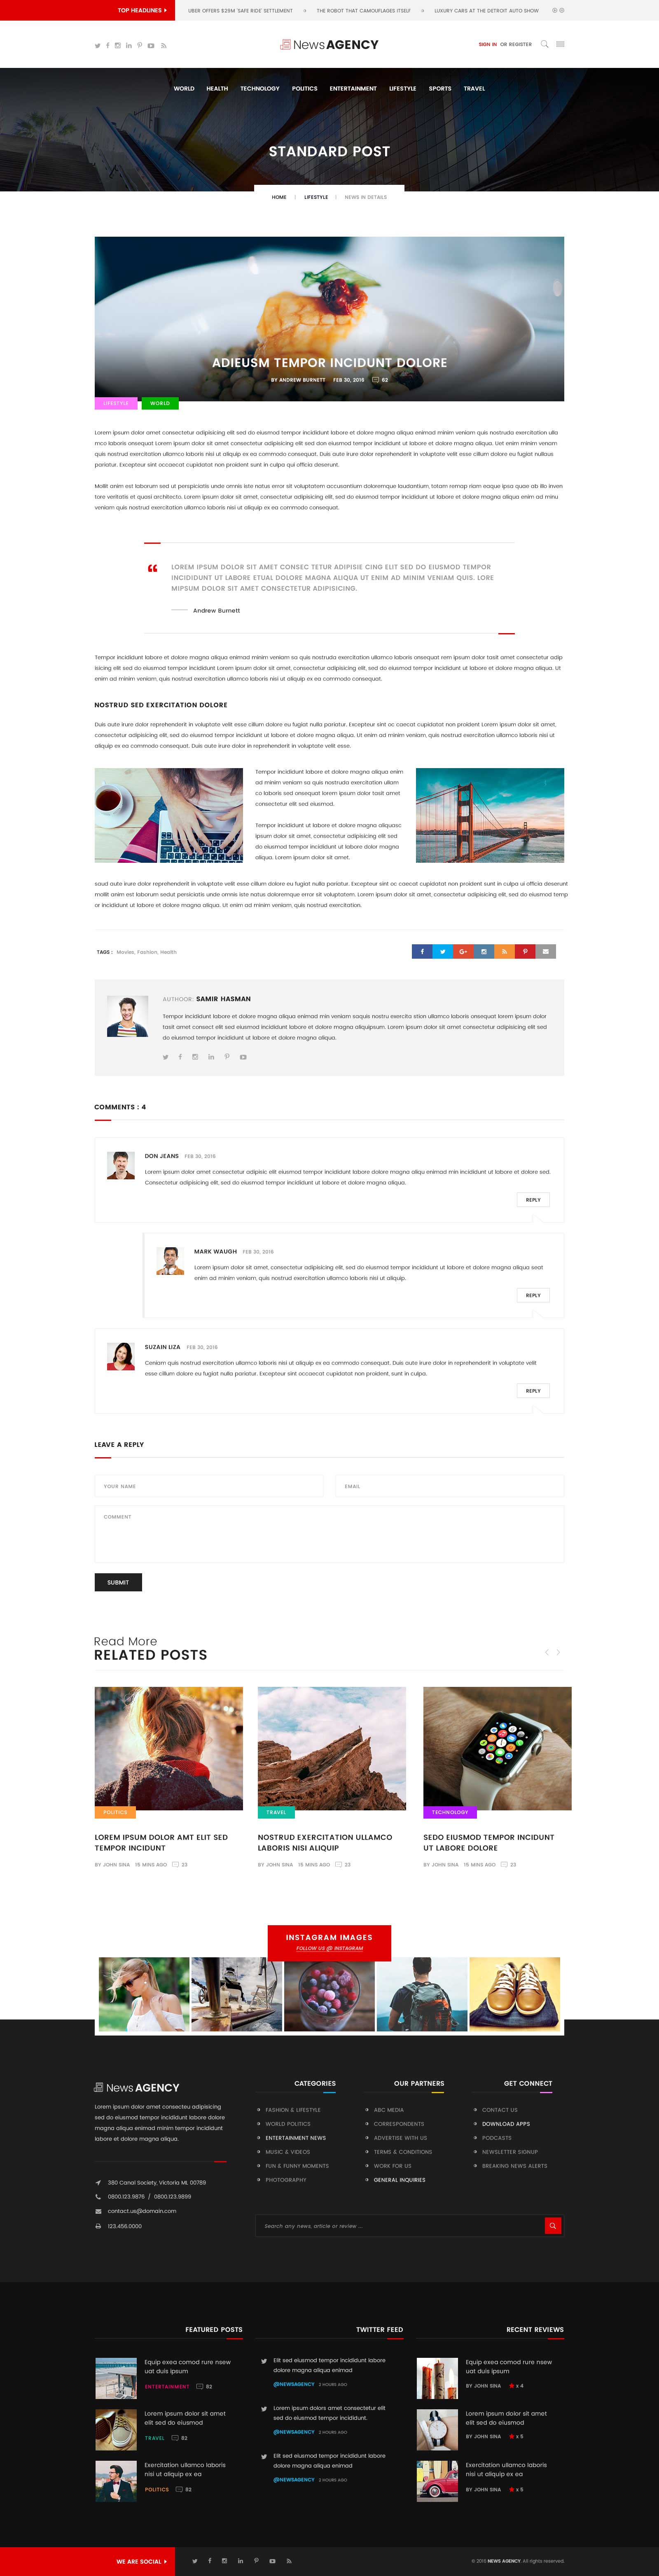 TOP HEADLINES
UBER OFFERS $25M 'SAFE RIDE' SETTLEMENT
THE ROBOT THAT CAMOUFLAGES ITSELF
LUXURY CARS AT THE DETROIT AUTO SHOW
News AGENCY
SIGN IN OR REGISTER
WORLD HEALTH TECHNOLOGY POLITICS ENTERTAINMENT LIFESTYLE SPORTS TRAVEL
STANDARD POST
HOME | LIFESTYLE | NEWS IN DETAILS
ADIEUSM TEMPOR INCIDUNT DOLORE
BY ANDREW BURNETT FEB 30, 2016 62
LIFESTYLE WORLD
Lorem ipsum dolor amet consectetur adipisicing elit sed do eiusmod tempor incididunt labore et dolore magna aliqua enimad minim veniam quis nostrud exercitation ulla
mco laboris onsequat Lorem ipsum dolor sit amet consectetur adipisicing elit sed do eiusmod tempor incididunt ut labore et dolore magna aliqua. Uet enim minim venam
quis nostrud exercitation ullamco laboris nisi ut aliquip ex ea commodo consequat. Duis aute irure dolor reprehenderit in voluptate velit esse cillum dolore eu fugiat nullaus
pariatur. Excepteur sint occaecat cupidatat non proident sunt in culpa qui officia deserunt.
Mollit anim est laborum sed ut perspiciatis unde omnis iste natus error sit voluptatem accusantium doloremque laudantium, totam remap riam eaque ipsa quae ab illo inven
tore veritatis et quasi architecto. Lorem ipsum dolor sit amet, consectetur adipisicing elit, sed do eiusmod tempor incididunt ut labore et dolore magna aliqua enim ad minu
veniam quis nostrud exercitation ullamco laboris nisi ut aliquip ex ea commodo consequat.
LOREM IPSUM DOLOR SIT AMET CONSEC TETUR ADIPISIE CING ELIT SED DO EIUSMOD TEMPOR
INCIDIDUNT UT LABORE ETUAL DOLORE MAGNA ALIQUA UT ENIM AD MINIM VENIAM QUIS. LORE
MIPSUM DOLOR SIT AMET CONSECTETUR ADIPISICING.
Andrew Burnett
Tempor incididunt labore et dolore magna aliqua enimad minim veniam sa quis nostruda exercitation ullamco laboris onsequat rem ipsum dolor tasit amet consectetur adip
isicing elit sed do eiusmod tempor incididunt Lorem ipsum dolor sit amet, consectetur adipisicing elit, sed do eiusmod tempor incididunt ut labore et dolore magna aliqua. Ut
enim ad minim veniam, quis nostrud exercitation ullamco laboris nisi ut aliquip ex ea commodo consequat.
NOSTRUD SED EXERCITATION DOLORE
Duis aute irure dolor reprehenderit in voluptate velit esse cillum dolore eu fugiat nulla pariatur. Excepteur sint oc caecat cupidatat non proident Lorem ipsum dolor sit amet,
consectetur adipisicing elit, sed do eiusmod tempor incididunt ut labore et dolore magna aliqua. Ut enim ad minim veniam, quis nostrud exercitation ullamco laboris nisi ut
aliquip ex ea commodo consequat. Duis aute irure dolor in reprehenderit in voluptate velit esse.
Tempor incididunt labore et dolore magna aliqua enim
ad minim veniam sa quis nostruda exercitation ullam
co laboris sed onsequat lorem ipsum dolor tasit amet
consectetur elit sed eiusmod.
Tempor incididunt ut labore et dolore magna aliquasc
ipsum dolor sit amet, consectetur adipisicing elit sed
do eiusmod tempor incididunt ut labore dolor magna
aliqua. Lorem ipsum dolor sit amet.
saud aute irure dolor reprehenderit in voluptate velit esse cillum dolore eu fugiat nulla pariatur. Excepteur sint oc caecat cupidatat non proident sunt in culpa ui officia deserunt
mollit anim est laborum sedut persiciatis unde omnis iste natus doloremque error sit voluptatem. Lorem ipsum dolor sit amet, consectetur adipisicing elit, sed do eiusmod temp
or incididunt ut labore et dolore magna aliqua. Ut enim ad minim veniam, quis nostrud exercitation.
TAGS : Movies, Fashion, Health
AUTHOOR: SAMIR HASMAN
Tempor incididunt labore et dolore magna aliqua enimad min veniam saquis nostru exercita stion ullamco laboris onsequat lorem ipsum dolor
tasit amet consect elit sed eiusmod incididunt labore et dolore magna aliquipsum. Lorem ipsum dolor sit amet consectetur adipisicing elit sed
do eiusmod tempor incididunt ut labore et dolore magna aliqua.
COMMENTS : 4
DON JEANS FEB 30, 2016
Lorem ipsum dolor amet consectetur adipisic elit eiusmod tempor incididunt labore dolore magna aliqu enimad min incididunt ut labore et dolore sed.
Consectetur adipisicing elit, sed do eiusmod tempor incididunt ut labore et dolore magna aliqua.
REPLY
MARK WAUGH FEB 30, 2016
Lorem ipsum dolor sit amet, consectetur adipisicing elit, sed do eiusmod tempor incididunt ut labore et dolore magna aliqua seat
enim ad minim veniam, quis nostrud exercitation ullamco laboris nisi ut aliquip.
REPLY
SUZAIN LIZA FEB 30, 2016
Ceniam quis nostrud exercitation ullamco laboris nisi ut aliquip ex ea commodo consequat. Duis aute irure dolor in reprehenderit in voluptate velit
esse cillum dolore eu fugiat nulla pariatur. Excepteur sint occaecat cupidatat non proident, sunt in culpa.
REPLY
LEAVE A REPLY
YOUR NAME
EMAIL
COMMENT
SUBMIT
Read More
RELATED POSTS
POLITICS
LOREM IPSUM DOLOR AMT ELIT SED
TEMPOR INCIDUNT
BY JOHN SINA 15 MINS AGO 23
TRAVEL
NOSTRUD EXERCITATION ULLAMCO
LABORIS NISI ALIQUIP
BY JOHN SINA 15 MINS AGO 23
TECHNOLOGY
SEDO EIUSMOD TEMPOR INCIDUNT
UT LABORE DOLORE
BY JOHN SINA 15 MINS AGO 23
INSTAGRAM IMAGES
FOLLOW US @ INSTAGRAM
News AGENCY
Lorem ipsum dolor amet consecteu adipisicing
sed do eiusmod tempor incididunt labore dolore
magna aliqua enimad minim tempor incididunt
labore et dolore magna aliqua.
380 Canal Society, Victoria ML 00789
0800.123.9876 / 0800.123.9899
contact.us@domain.com
123.456.0000
CATEGORIES
FASHION & LIFESTYLE
WORLD POLITICS
ENTERTAINMENT NEWS
MUSIC & VIDEOS
FUN & FUNNY MOMENTS
PHOTOGRAPHY
OUR PARTNERS
ABC MEDIA
CORRESPONDENTS
ADVERTISE WITH US
TERMS & CONDITIONS
WORK FOR US
GENERAL INQUIRIES
GET CONNECT
CONTACT US
DOWNLOAD APPS
PODCASTS
NEWSLETTER SIGNUP
BREAKING NEWS ALERTS
Search any news, article or review ...
FEATURED POSTS
Equip exea comod rure nsew
uat duis ipsum
ENTERTAINMENT 82
Lorem ipsum dolor sit amet
elit sed do eiusmod
TRAVEL 82
Exercitation ullamco laboris
nisi ut aliquip ex ea
POLITICS 82
TWITTER FEED
Elit sed eiusmod tempor incididunt labore
dolore magna aliqua enimad
@NEWSAGENCY 2 HOURS AGO
Lorem ipsum dolors amet consectetur elit
sed do eiusmod tempor incididunt.
@NEWSAGENCY 2 HOURS AGO
Elit sed eiusmod tempor incididunt labore
dolore magna aliqua enimad
@NEWSAGENCY 2 HOURS AGO
RECENT REVIEWS
Equip exea comod rure nsew
uat duis ipsum
BY JOHN SINA x 4
Lorem ipsum dolor sit amet
elit sed do eiusmod
BY JOHN SINA x 5
Exercitation ullamco laboris
nisi ut aliquip ex ea
BY JOHN SINA x 5
WE ARE SOCIAL
© 2016 NEWS AGENCY. All rights reserved.